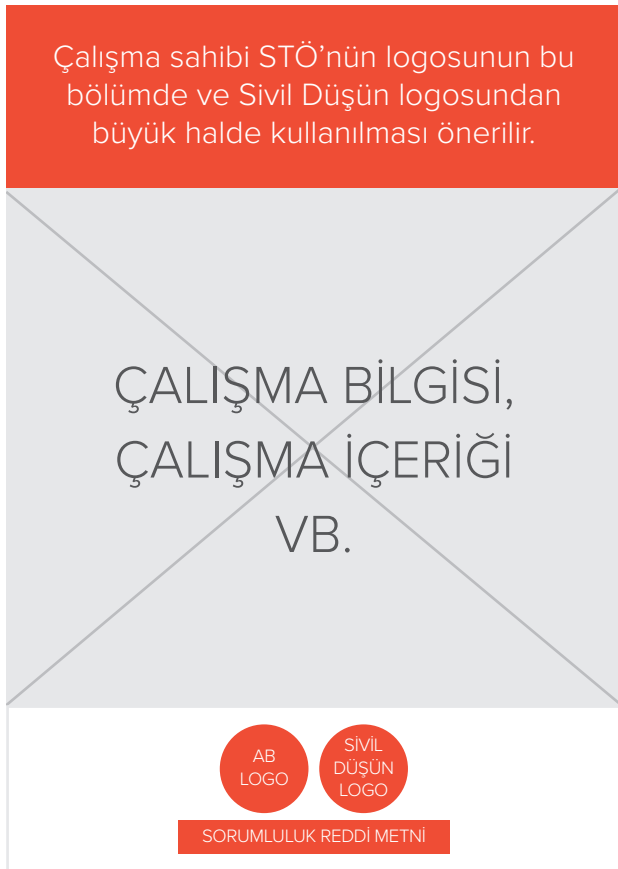 Çalışma sahibi STÖ’nün logosunun bu
bölümde ve Sivil Düşün logosundan
büyük halde kullanılması önerilir.
ÇALIŞMA BİLGİSİ,
ÇALIŞMA İÇERİĞİ
VB.
AB
LOGO
SİVİL
DÜŞÜN
LOGO
SORUMLULUK REDDİ METNİ